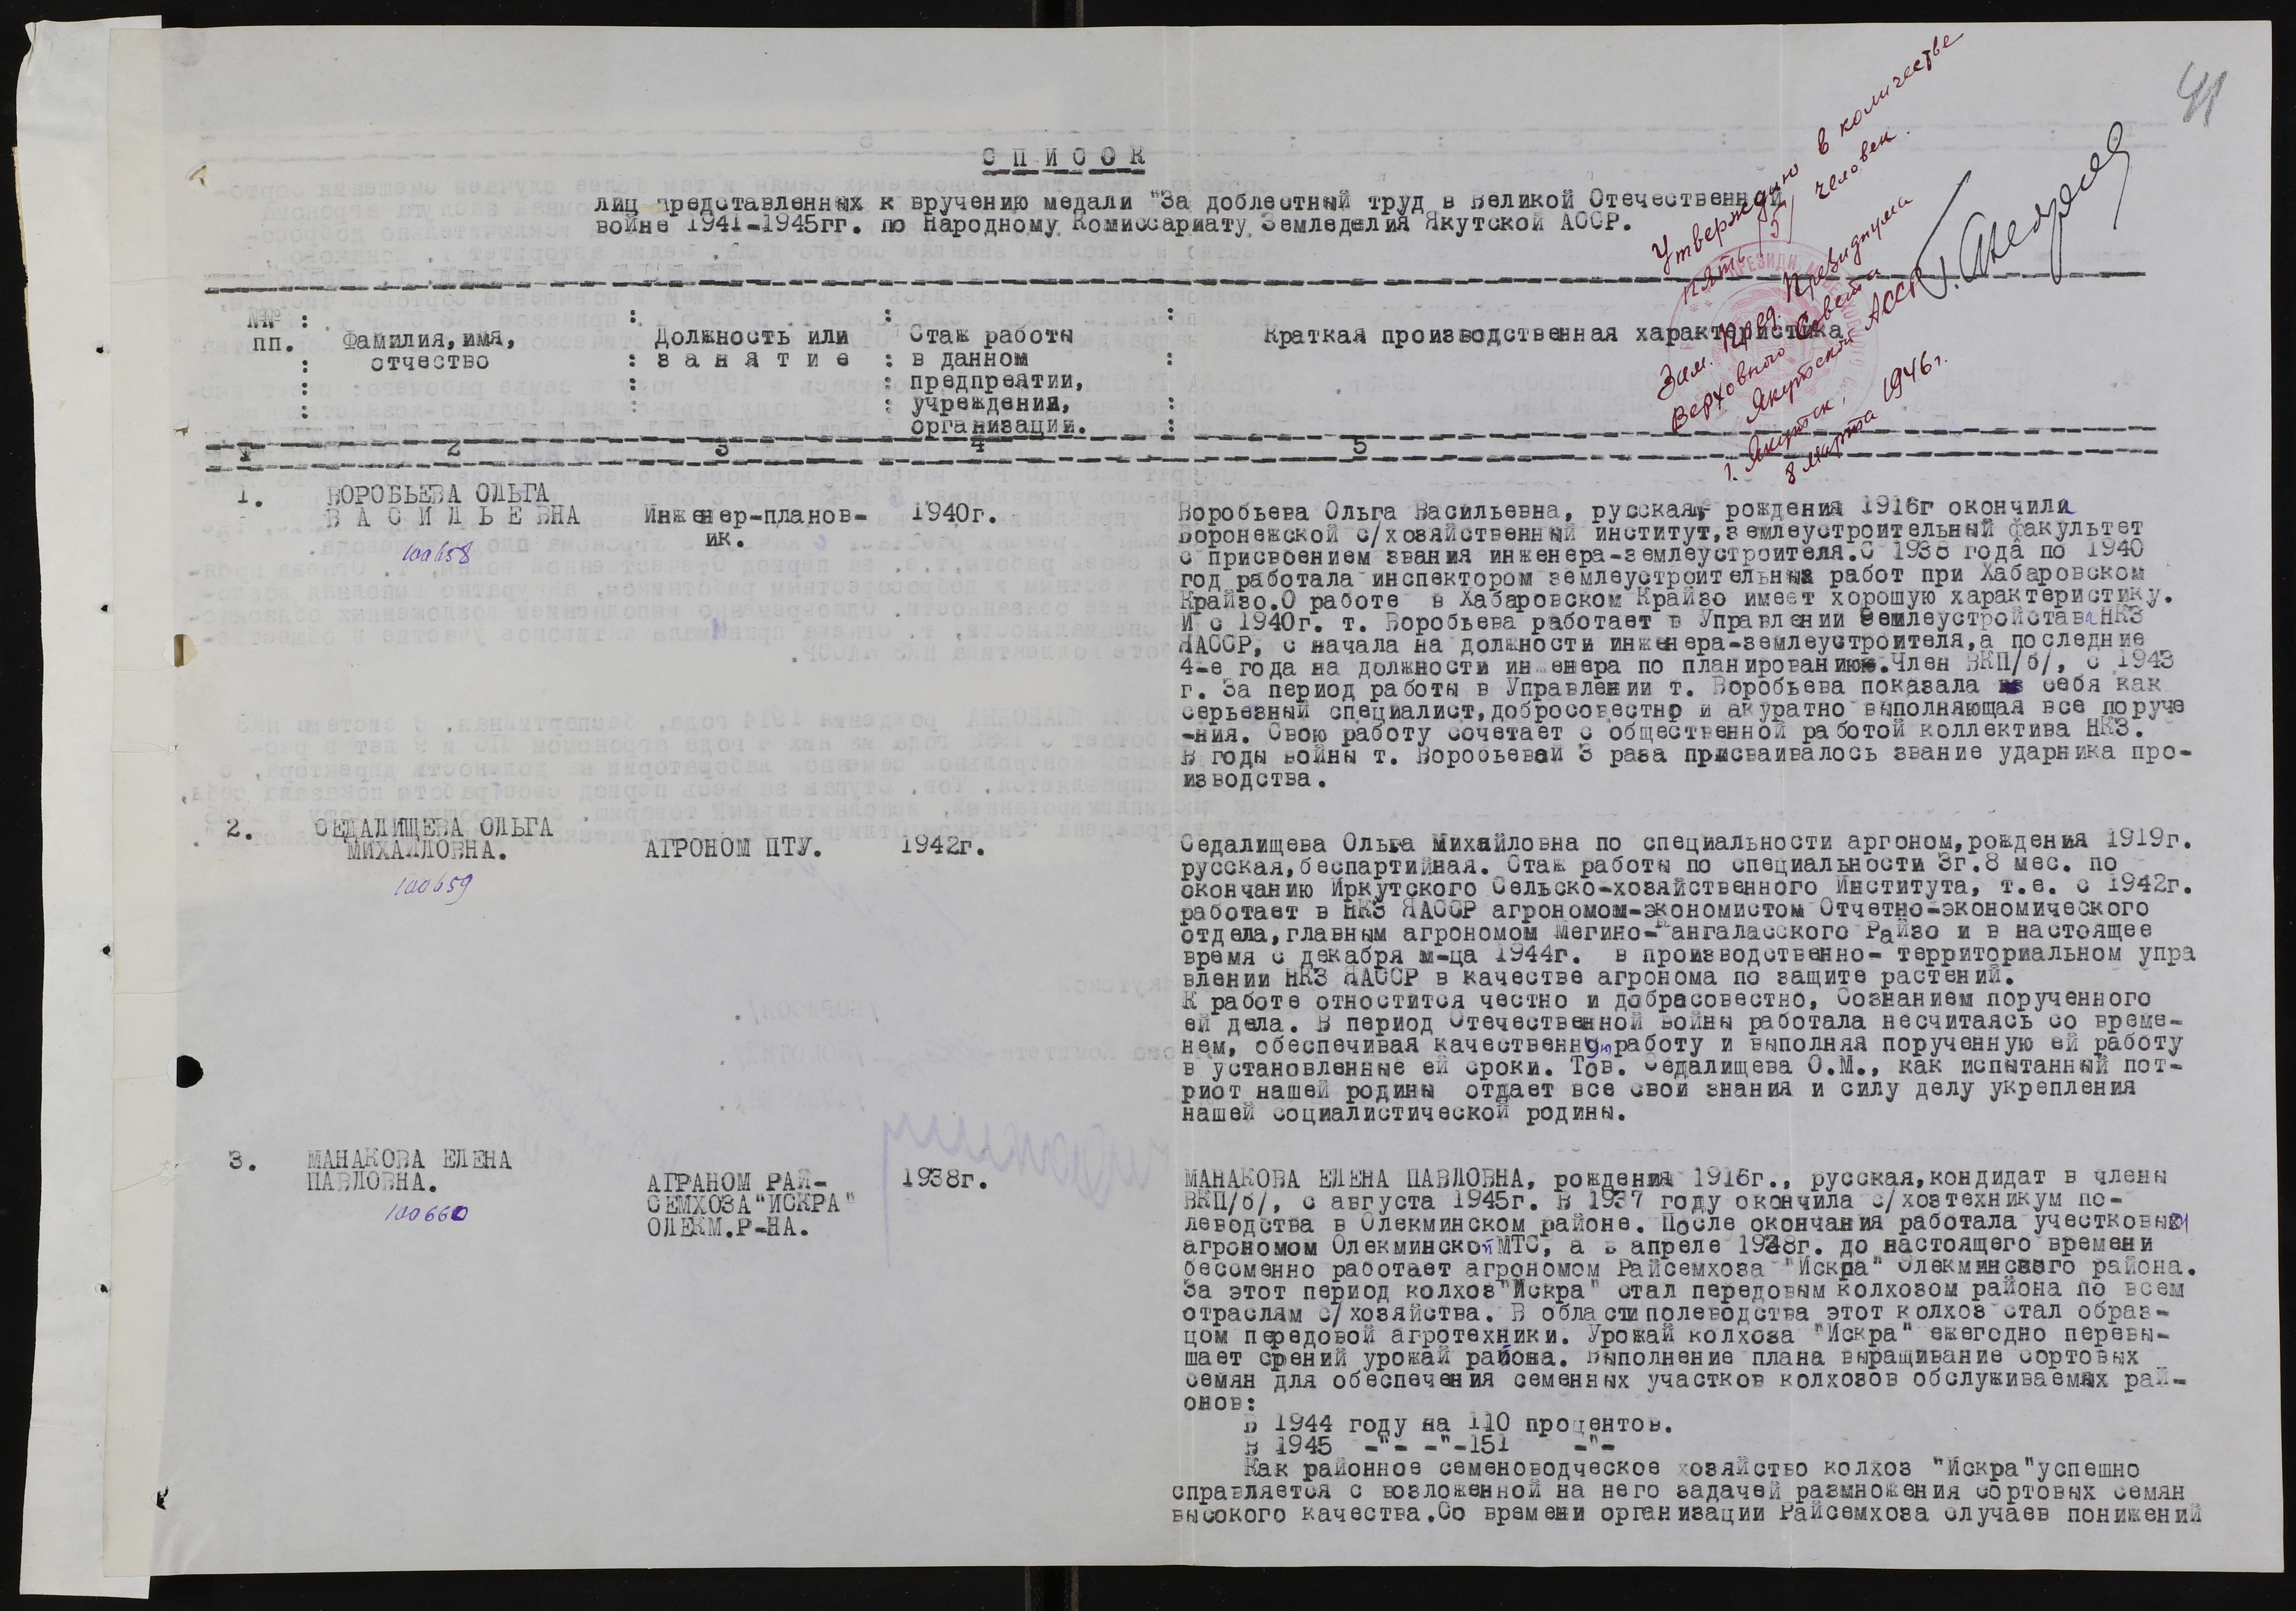 41
Утверждаю в количестве
пять /5/ человек.
Зам. Пред. Президиума
Верховного Совета
Якутской АССР
г. Якутск,
8 марта 1946г.
С П И С О К
лиц представленных к вручению медали "За доблестный труд в Великой Отечественной
войне 1941-1945гг. по Народному Комиссариату Земледелия Якутской АССР.
№№ : : : :
пп. Фамилия,имя, Должность или Стаж работы Краткая производственная характеристика
: отчество : з а н я т и е : в данном :
: : : предпреятии,
: : : учреждения, :
организации. :
1 2 3 4 5
1. ВОРОБЬЕВА ОЛЬГА
В А С И Л Ь Е ВНА Инженер-планов- 1940г.
ик.
100658
Воробьева Ольга Васильевна, русская, рождения 1916г окончила
Воронежской с/хозяйственный институт,землеустроительный факультет
с присвоением звания инженера-землеустроителя.С 1938 года по 1940
год работала инспектором землеустроительных работ при Хабаровском
Крайзо.О работе в Хабаровском Крайзо имеет хорошую характеристику.
И с 1940г. т. Воробьева работает в Управлении Землеустройстава НКЗ
ЯАССР, с начала на должности инженера-землеустроителя,а последние
4-е года на должности инженера по планированию.Член ВКП/б/, с 1943
г. За период работы в Управлении т. Воробьева показала себя как
серьезный специалист,добросовестно и акуратно выполняющая все поруче
-ния. Свою работу сочетает с общественной работой коллектива НКЗ.
В годы войны т. Воробьевай 3 раза присваивалось звание ударника про-
изводства.
2. СЕДАЛИЩЕВА ОЛЬГА
МИХАЙЛОВНА. АГРОНОМ ПТУ. 1942г.
100659
Седалищева Ольга Михайловна по специальности аргоном,рождения 1919г.
русская,беспартийная. Стаж работы по специальности 3г.8 мес. по
окончанию Иркутского Сельско-хозяйственного Института, т.е. с 1942г.
работает в НКЗ ЯАССР агрономом-экономистом Отчетно-экономического
отдела,главным агрономом Мегино-Кангаласского Райзо и в настоящее
время с декабря м-ца 1944г. в производственно- территориальном упра
влении НКЗ ЯАССР в качестве агронома по защите растений.
К работе отностится честно и добрасовестно, Сознанием порученного
ей дела. В период Отечественной войны работала несчитаясь со време-
нем, обеспечивая качественную работу и выполняя порученную ей работу
в установленные ей сроки. Тов. Седалищева О.М., как испытанный пот-
риот нашей родины отдает все свои знания и силу делу укрепления
нашей социалистической родины.
3. МАНАКОВА ЕЛЕНА
ПАВЛОВНА. АГРАНОМ РАЙ- 1938г.
СЕМХОЗА "ИСКРА"
ОЛЕКМ.Р-НА.
100660
МАНАКОВА ЕЛЕНА ПАВЛОВНА, рождения 1916г., русская,кондидат в члены
ВКП/б/, с августа 1945г. В 1937 году окончила с/хозтехникум по-
леводства в Олекминском районе. После окончания работала участковым
агрономом Олекминской МТС, а в апреле 1938г. до настоящего времени
бессменно работает агрономом Райсемхоза "Искра" Олекминского района.
За этот период колхоз "Искра" стал передовым колхозом района по всем
отраслям с/хозяйства. В области полеводства этот колхоз стал образ-
цом передовой агротехники. Урожай колхоза "Искра" ежегодно перевы-
шает срений урожай района. Выполнение плана выращивание сортовых
семян для обеспечения семенных участков колхозов обслуживаемых рай-
онов:
В 1944 году на 110 процентов.
В 1945 -"- -"-151 -"-
Как районное семеноводческое хозяйство колхоз "Искра"успешно
справляется с возложенной на него задачей размножения сортовых семян
высокого качества.Со времени организации Райсемхоза случаев понижений